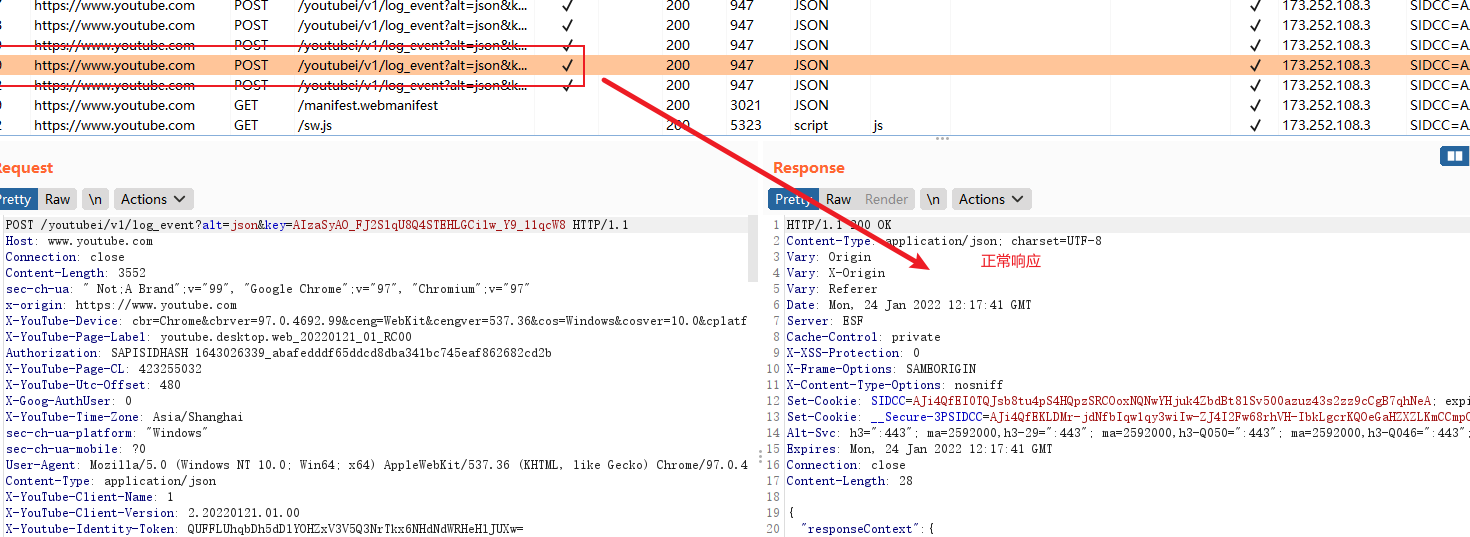 https://www.youtube.com POST /youtubei/v1/log_event?alt=json&k... ✓ 200 947 JSON ✓ 173.252.108.3 SIDCC=A
https://www.youtube.com POST /youtubei/v1/log_event?alt=json&k... ✓ 200 947 JSON ✓ 173.252.108.3 SIDCC=A
https://www.youtube.com POST /youtubei/v1/log_event?alt=json&k... ✓ 200 947 JSON ✓ 173.252.108.3 SIDCC=A
https://www.youtube.com POST /youtubei/v1/log_event?alt=json&k... ✓ 200 947 JSON ✓ 173.252.108.3 SIDCC=A
https://www.youtube.com POST /youtubei/v1/log_event?alt=json&k... ✓ 200 947 JSON ✓ 173.252.108.3 SIDCC=A
https://www.youtube.com GET /manifest.webmanifest 200 3021 JSON ✓ 173.252.108.3 SIDCC=A
https://www.youtube.com GET /sw.js 200 5323 script js ✓ 173.252.108.3 SIDCC=A
Request
Pretty Raw \n Actions
POST /youtubei/v1/log_event?alt=json&key=AIzaSyAO_FJ2SlqU8Q4STEHLGCilw_Y9_11qcW8 HTTP/1.1
Host: www.youtube.com
Connection: close
Content-Length: 3552
sec-ch-ua: " Not;A Brand";v="99", "Google Chrome";v="97", "Chromium";v="97"
x-origin: https://www.youtube.com
X-YouTube-Device: cbr=Chrome&cbrver=97.0.4692.99&ceng=WebKit&cengver=537.36&cos=Windows&cosver=10.0&cplatf
X-YouTube-Page-Label: youtube.desktop.web_20220121_01_RC00
Authorization: SAPISIDHASH 1643026339_abafedddf65ddcd8dba341bc745eaf862682cd2b
X-YouTube-Page-CL: 423255032
X-YouTube-Utc-Offset: 480
X-Goog-AuthUser: 0
X-YouTube-Time-Zone: Asia/Shanghai
sec-ch-ua-platform: "Windows"
sec-ch-ua-mobile: ?0
User-Agent: Mozilla/5.0 (Windows NT 10.0; Win64; x64) AppleWebKit/537.36 (KHTML, like Gecko) Chrome/97.0.4
Content-Type: application/json
X-YouTube-Client-Name: 1
X-YouTube-Client-Version: 2.20220121.01.00
X-YouTube-Identity-Token: QUFFLUhqbDh5dDlYOHZxV3V5Q3NrTkx6NHdNdWRHeHlJUXw=
Response
Pretty Raw Render \n Actions
1 HTTP/1.1 200 OK
2 Content-Type: application/json; charset=UTF-8
3 Vary: Origin
正常响应
4 Vary: X-Origin
5 Vary: Referer
6 Date: Mon, 24 Jan 2022 12:17:41 GMT
7 Server: ESF
8 Cache-Control: private
9 X-XSS-Protection: 0
10 X-Frame-Options: SAMEORIGIN
11 X-Content-Type-Options: nosniff
12 Set-Cookie: SIDCC=AJi4QfEI0TQJsb8tu4pS4HQpzSRCOoxNQNwYHjuk4ZbdBt8lSv500azuz43s2zz9cCgB7qhNeA; expi
13 Set-Cookie: __Secure-3PSIDCC=AJi4QfEKLDMr-jdNfbIqw1qy3wiIw-ZJ4I2Fw68rhVH-IbkLgcrKQOeGaHZXZLKmCCmpC
14 Alt-Svc: h3=":443"; ma=2592000,h3-29=":443"; ma=2592000,h3-Q050=":443"; ma=2592000,h3-Q046=":443";
15 Expires: Mon, 24 Jan 2022 12:17:41 GMT
16 Connection: close
17 Content-Length: 28
18
19 {
20 "responseContext":{